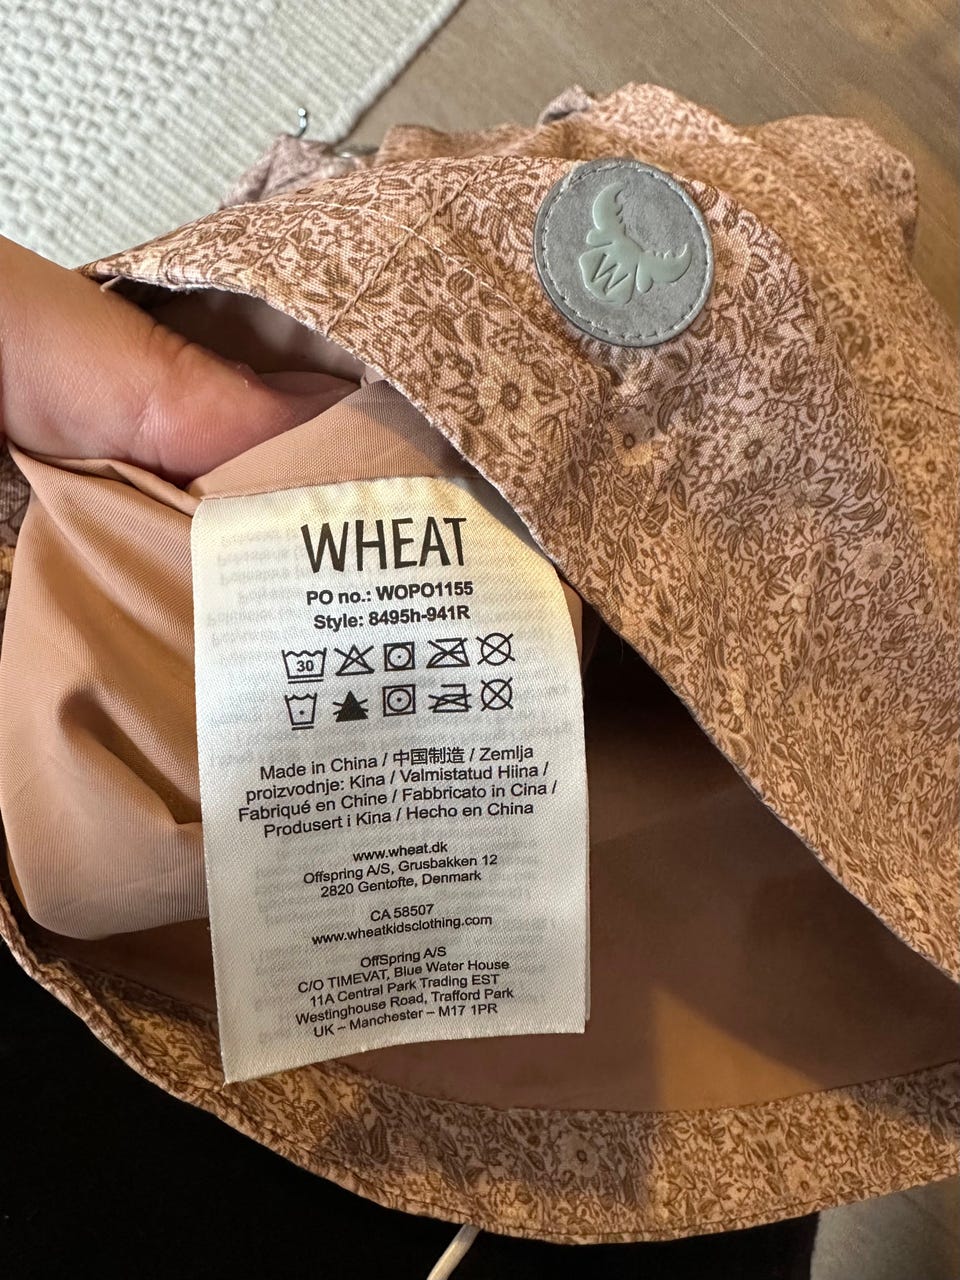 W
WHEAT
PO no.: WOPO1155
Style: 8495h-941R
30
Made in China / 中国制造 / Zemlja
proizvodnje: Kina / Valmistatud Hiina /
Fabriqué en Chine / Fabbricato in Cina /
Produsert i Kina / Hecho en China
www.wheat.dk
Offspring A/S, Grusbakken 12
2820 Gentofte, Denmark
CA 58507
www.wheatkidsclothing.com
OffSpring A/S
C/O TIMEVAT, Blue Water House
11A Central Park Trading EST
Westinghouse Road, Trafford Park
UK – Manchester – M17 1PR